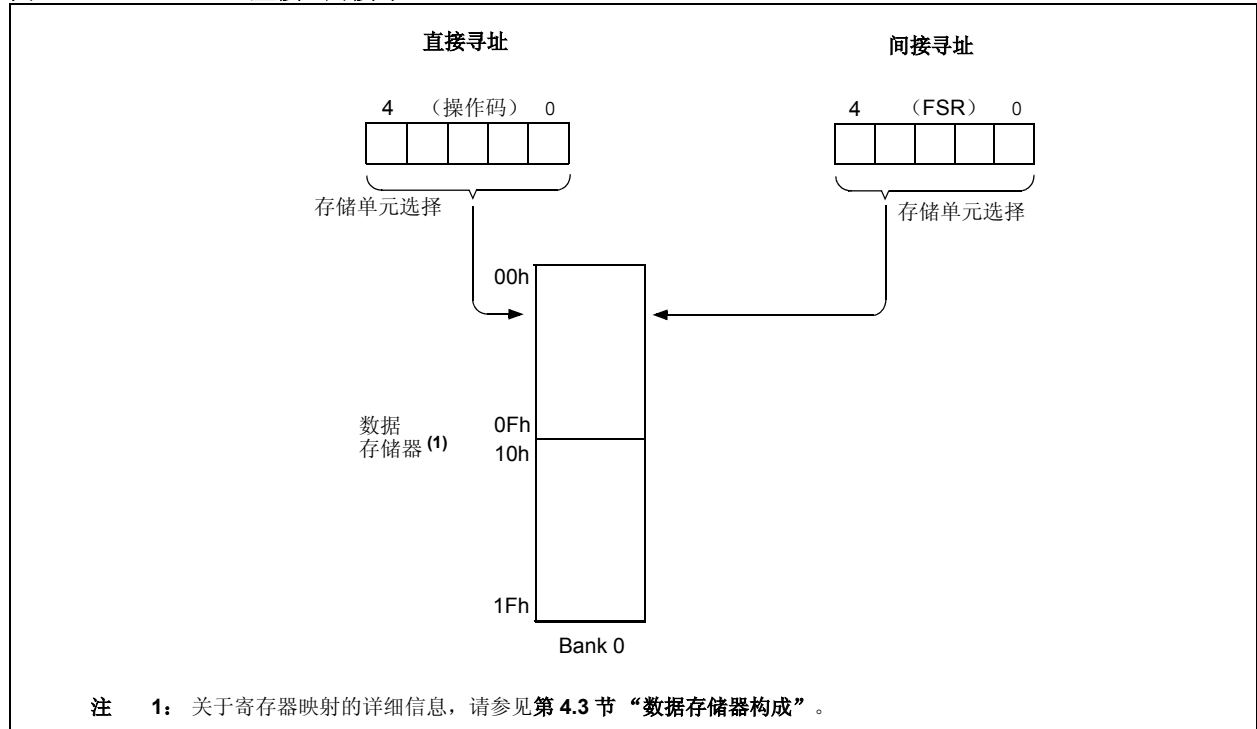 直接寻址
间接寻址
4 （操作码） 0
4 （FSR） 0
存储单元选择
存储单元选择
00h
数据
存储器 (1)
0Fh
10h
1Fh
Bank 0
注 1： 关于寄存器映射的详细信息，请参见第 4.3 节 “数据存储器构成”。